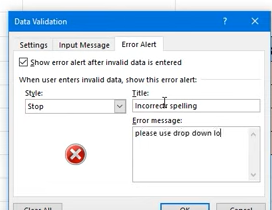 Data Validation
Settings Input Message Error Alert
Show error alert after invalid data is entered
When user enters invalid data, show this error alert:
Style: Title:
Stop Incorrect spelling
Error message:
please use drop down lo
Clear All OK Cancel